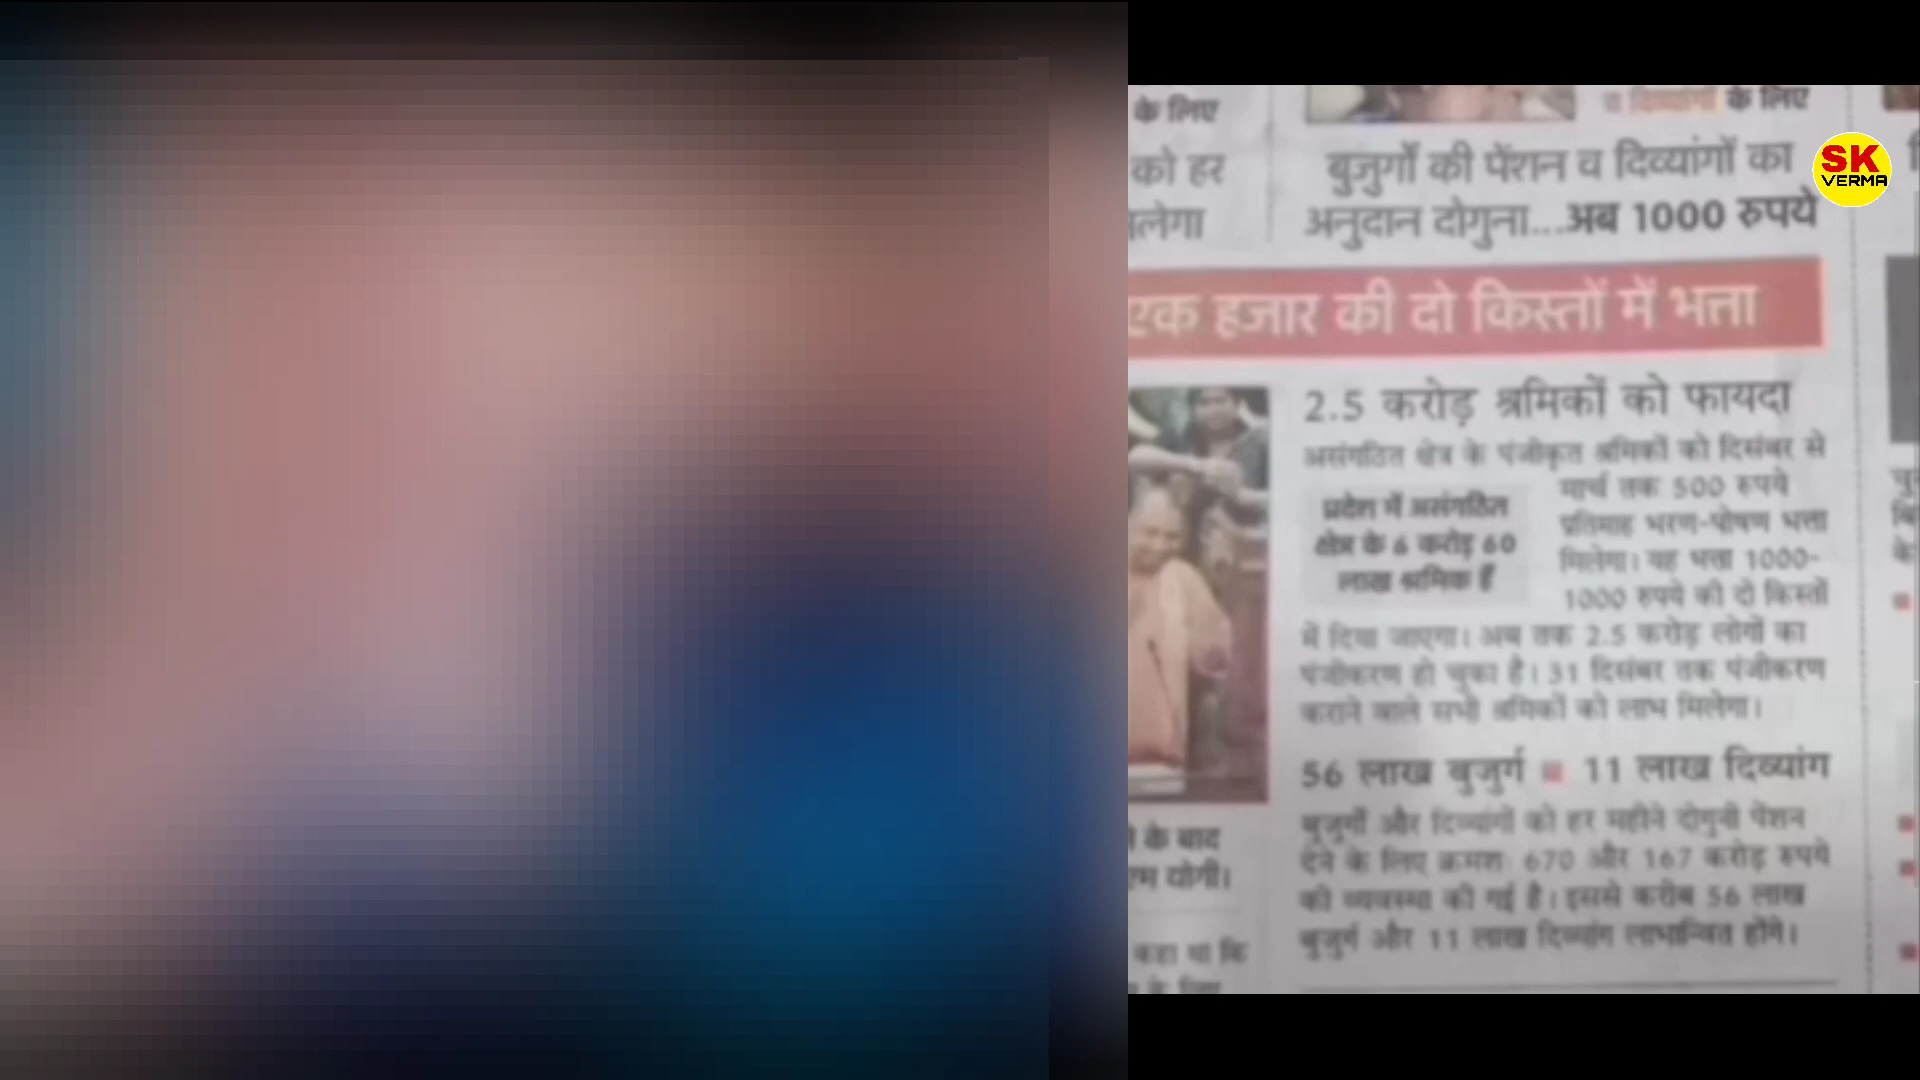 के लिए
को हर
के लिए
बुजुर्गों की पेंशन व दिव्यांगों का
अनुदान दोगुना...अब 1000 रुपये
SK
VERMA
एक हजार की दो किस्तों में भत्ता
2.5 करोड़ श्रमिकों को फायदा
असंगठित क्षेत्र के पंजीकृत श्रमिकों को दिसंबर से
मार्च तक 500 रुपये
प्रतिमाह भरण-पोषण भत्ता
मिलेगा। यह भत्ता 1000-
1000 रुपये की दो किस्तों
प्रदेश में असंगठित
क्षेत्र के 6 करोड़ 60
लाख श्रमिक हैं
में दिया जाएगा। अब तक 2.5 करोड़ लोगों का
पंजीकरण हो चुका है। 31 दिसंबर तक पंजीकरण
कराने वाले सभी श्रमिकों को लाभ मिलेगा।
56 लाख बुजुर्ग 11 लाख दिव्यांग
बुजुर्गों और दिव्यांगों को हर महीने दोगुनी पेंशन
देने के लिए क्रमश: 670 और 167 करोड़ रुपये
की व्यवस्था की गई है। इससे करीब 56 लाख
बुजुर्ग और 11 लाख दिव्यांग लाभान्वित होंगे।
के बाद
योगी।
कहा था कि